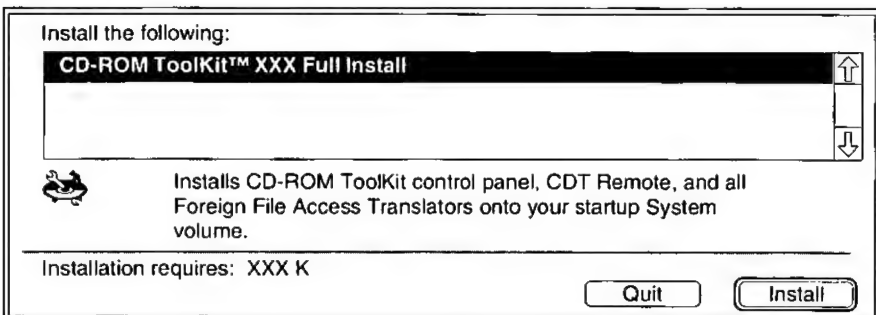 Install the following:
CD-ROM ToolKit™ XXX Full Install
Installs CD-ROM ToolKit control panel, CDT Remote, and all
Foreign File Access Translators onto your startup System
volume.
Installation requires: XXX K
Quit
Install